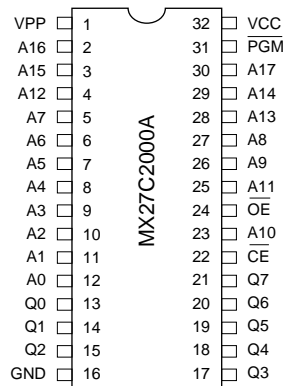 VPP 1 32 VCC
A16 2 31 P̅G̅M̅
A15 3 30 A17
A12 4 29 A14
A7 5 28 A13
A6 6 27 A8
A5 7 26 A9
A4 8 25 A11
A3 9 24 O̅E̅
A2 10 23 A10
A1 11 22 C̅E̅
A0 12 21 Q7
Q0 13 20 Q6
Q1 14 19 Q5
Q2 15 18 Q4
GND 16 17 Q3
MX27C2000A